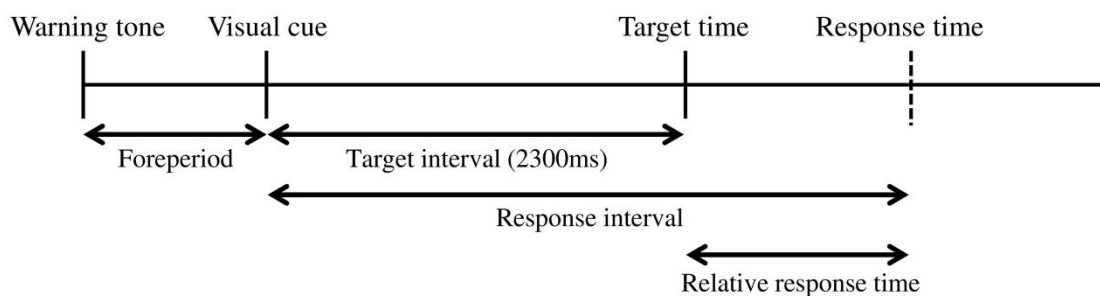 Warning tone Visual cue Target time Response time
Foreperiod Target interval (2300ms)
Response interval
Relative response time